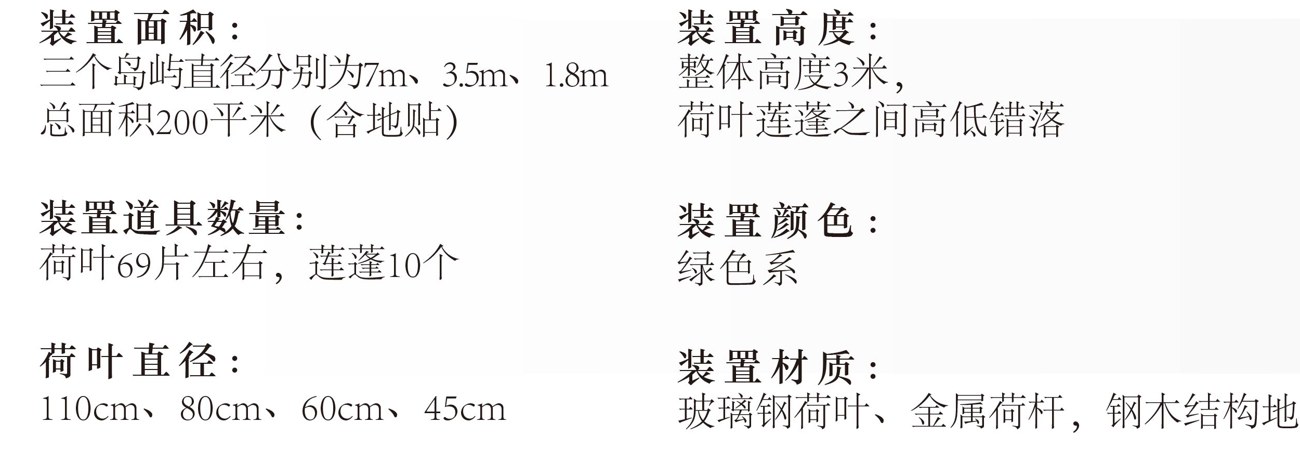 装置面积：
三个岛屿直径分别为7m、3.5m、1.8m
总面积200平米（含地贴）
装置道具数量：
荷叶69片左右，莲蓬10个
荷叶直径：
110cm、80cm、60cm、45cm
装置高度：
整体高度3米，
荷叶莲蓬之间高低错落
装置颜色：
绿色系
装置材质：
玻璃钢荷叶、金属荷杆，钢木结构地